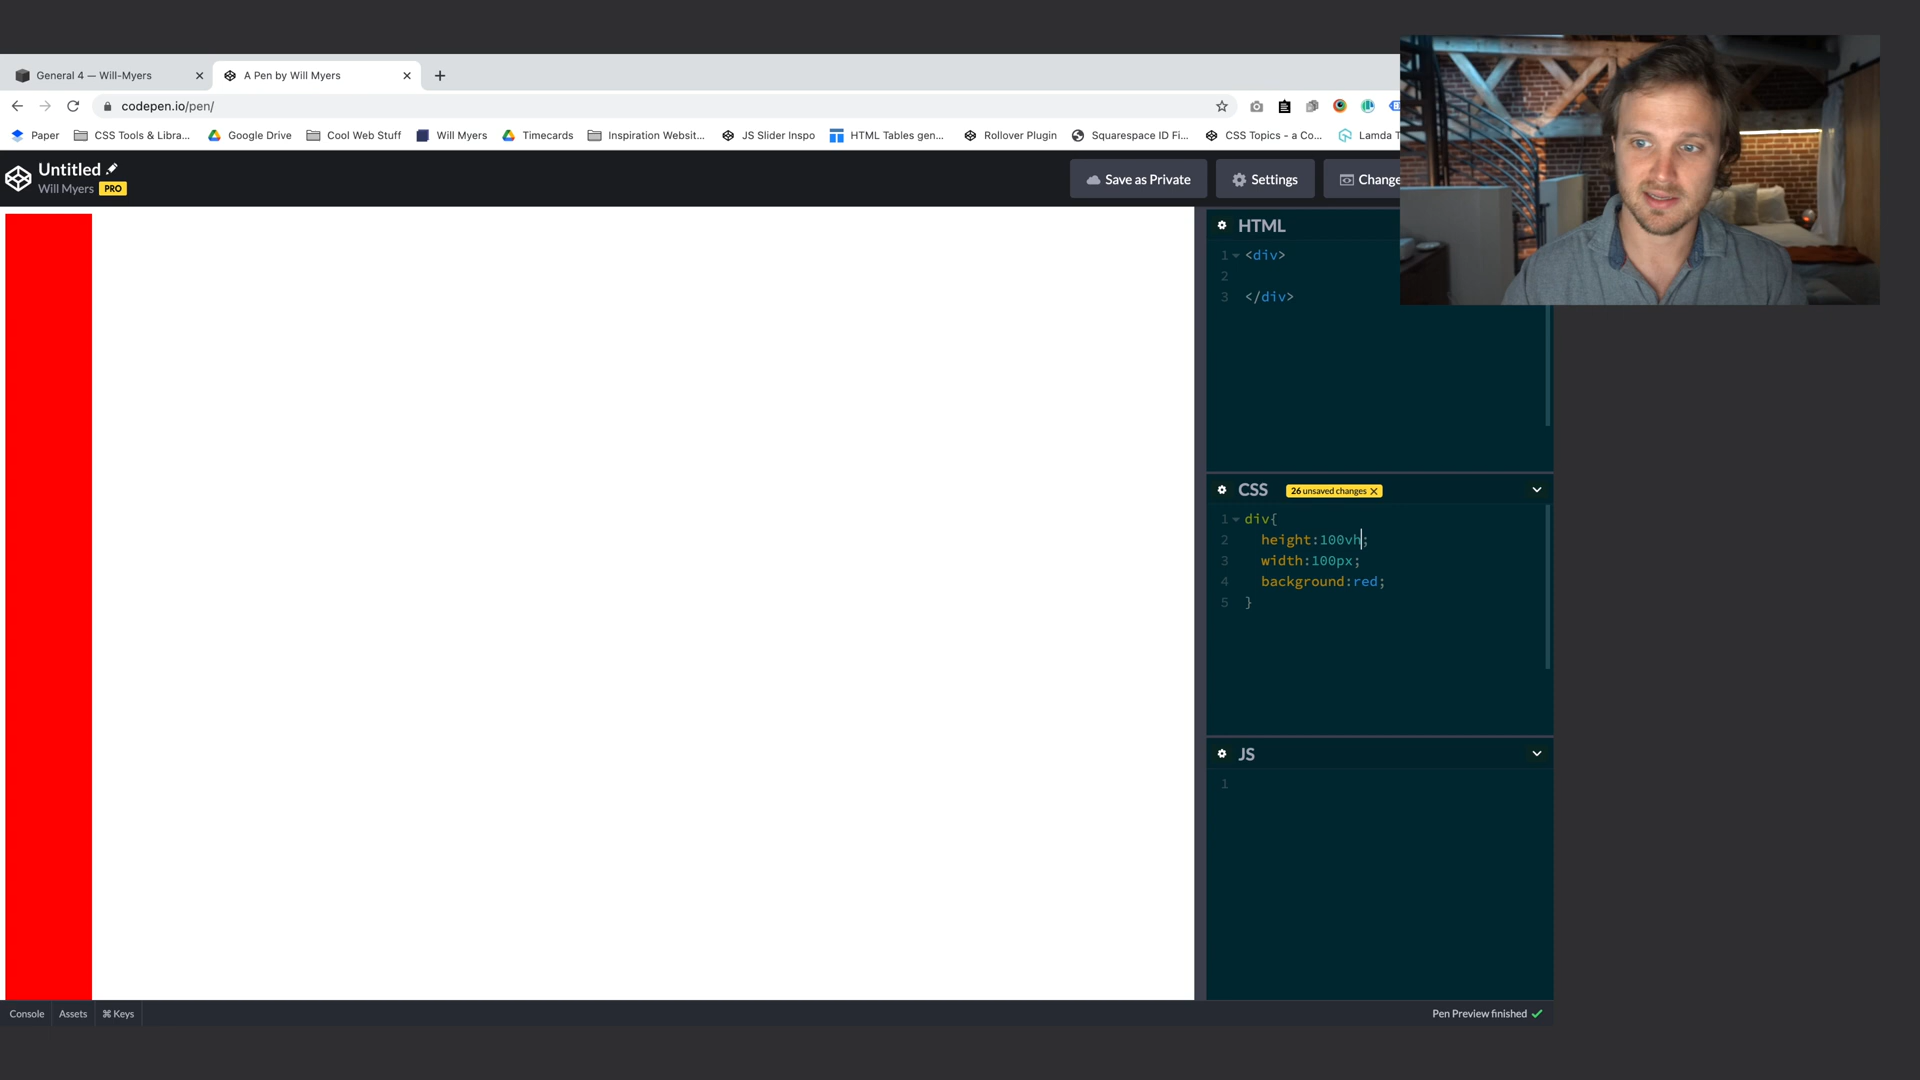 General 4 — Will-Myers
A Pen by Will Myers
codepen.io/pen/
Paper
CSS Tools & Libra...
Google Drive
Cool Web Stuff
Will Myers
Timecards
Inspiration Websit...
JS Slider Inspo
HTML Tables gen...
Rollover Plugin
Squarespace ID Fi...
CSS Topics - a Co...
Lamda T
Untitled
Will Myers PRO
Save as Private
Settings
Change
HTML
1 <div>
2
3 </div>
CSS 26 unsaved changes
1 div{
2 height:100vh;
3 width:100px;
4 background:red;
5 }
JS
1
Console
Assets
⌘ Keys
Pen Preview finished